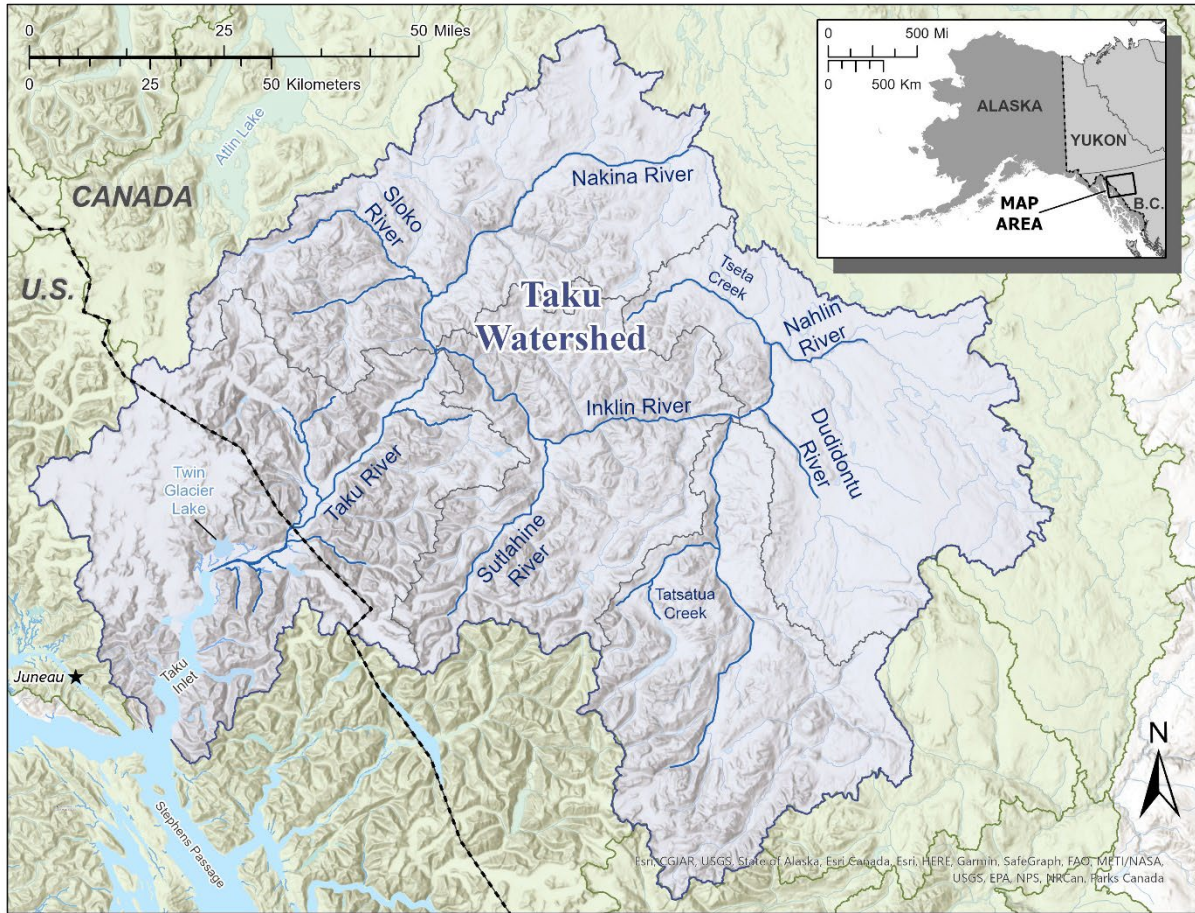 0 25 50 Miles
0 25 50 Kilometers
0 500 Mi
0 500 Km
ALASKA
YUKON
B.C.
MAP
AREA
Atlin Lake
CANADA
U.S.
Sloko
River
Nakina River
Taku
Watershed
Tseta
Creek
Nahlin
River
Inklin River
Dudidontu
River
Taku River
Twin
Glacier
Lake
Sutlahine
River
Tatsatua
Creek
Taku
Inlet
Juneau
Stephens Passage
N
Esri, CGIAR, USGS, State of Alaska, Esri Canada, Esri, HERE, Garmin, SafeGraph, FAO, METI/NASA,
USGS, EPA, NPS, NRCan, Parks Canada